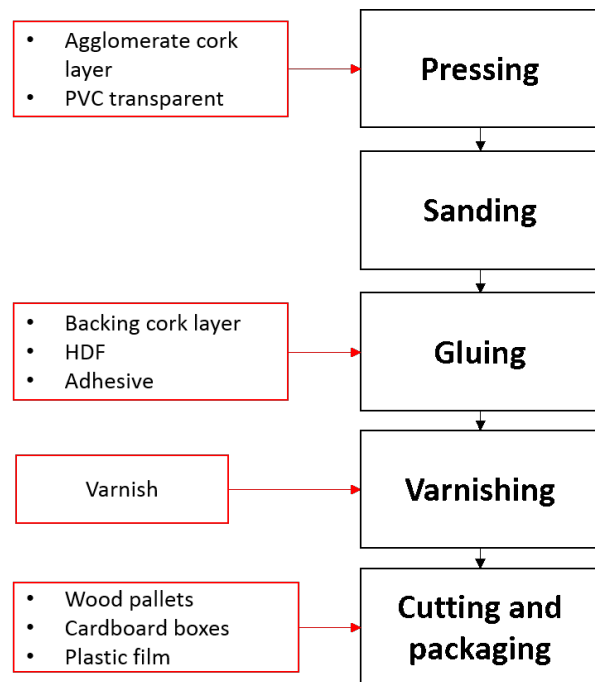 • Agglomerate cork
layer
• PVC transparent
Pressing
Sanding
• Backing cork layer
• HDF
• Adhesive
Gluing
Varnish
Varnishing
• Wood pallets
• Cardboard boxes
• Plastic film
Cutting and
packaging